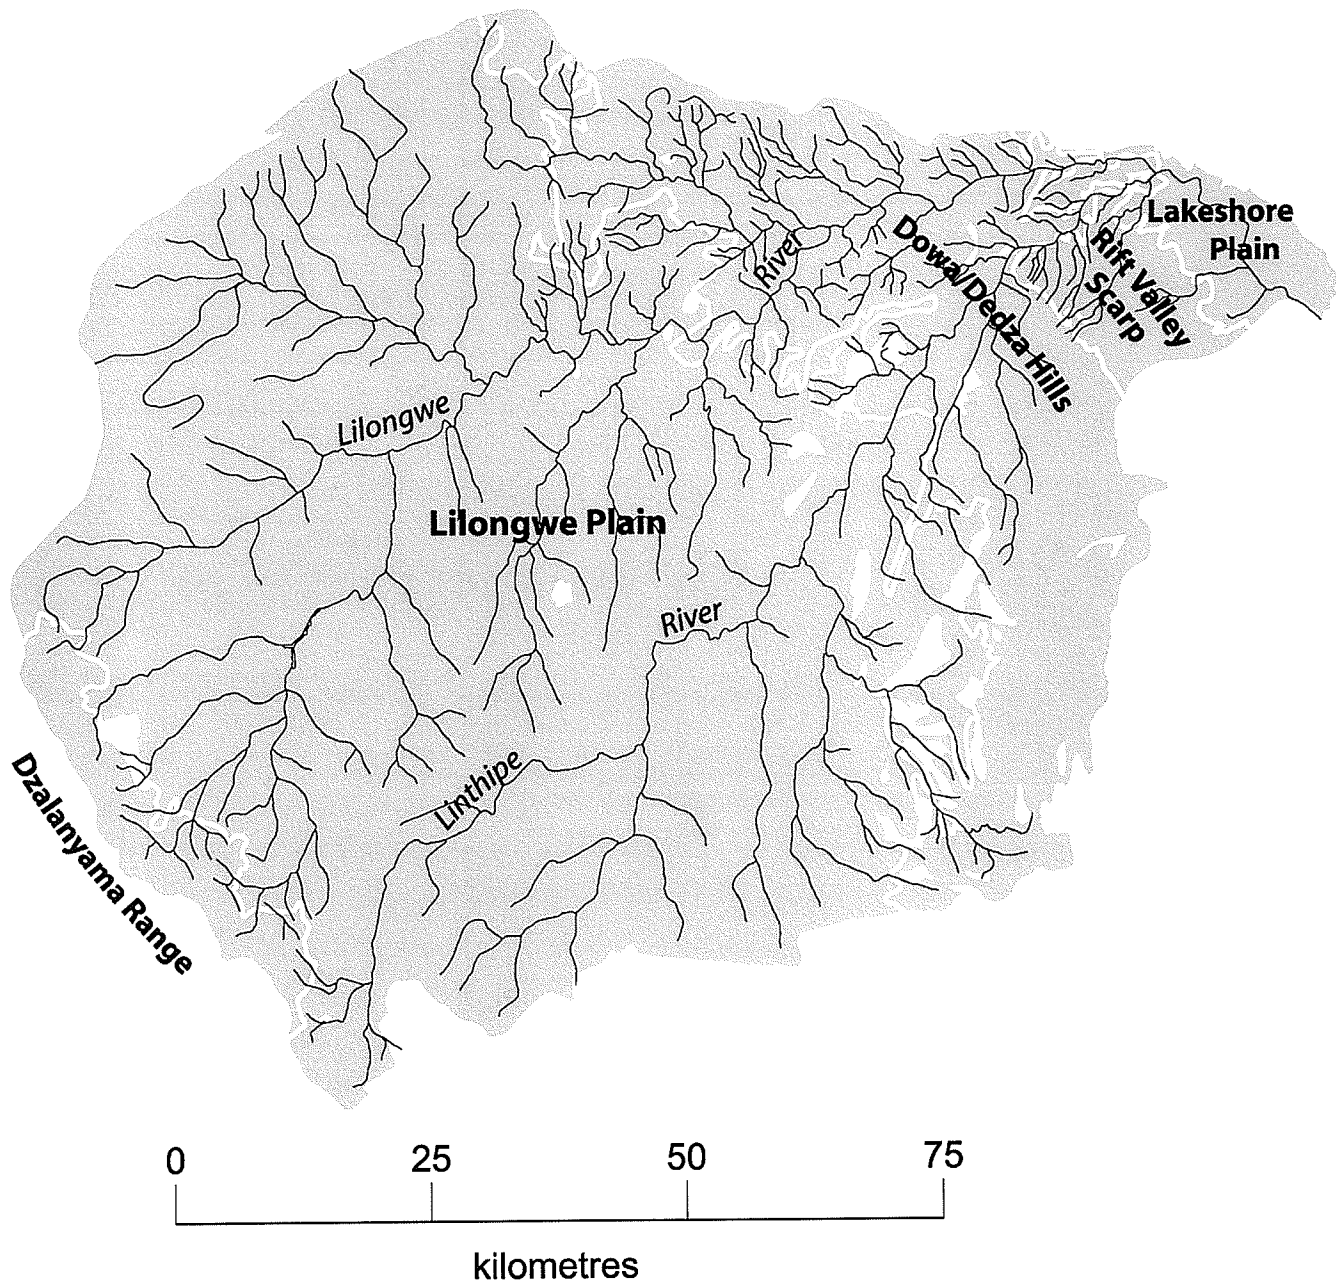 Lakeshore
Plain
River
Dowa/Dedza Hills
Rift Valley
Scarp
Lilongwe
Lilongwe Plain
River
Linthipe
Dzalanyama Range
0 25 50 75
kilometres